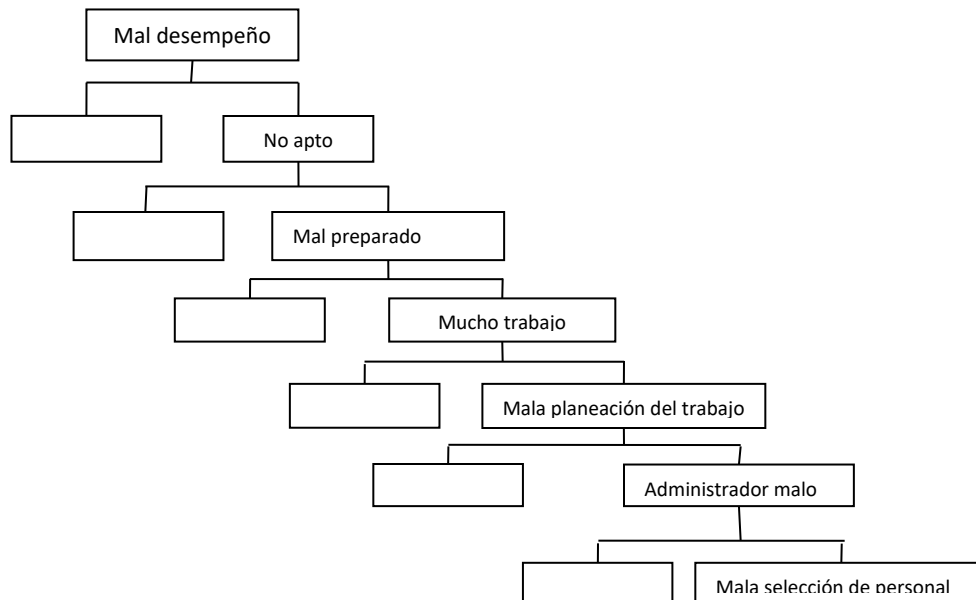 Mal desempeño
No apto
Mal preparado
Mucho trabajo
Mala planeación del trabajo
Administrador malo
Mala selección de personal